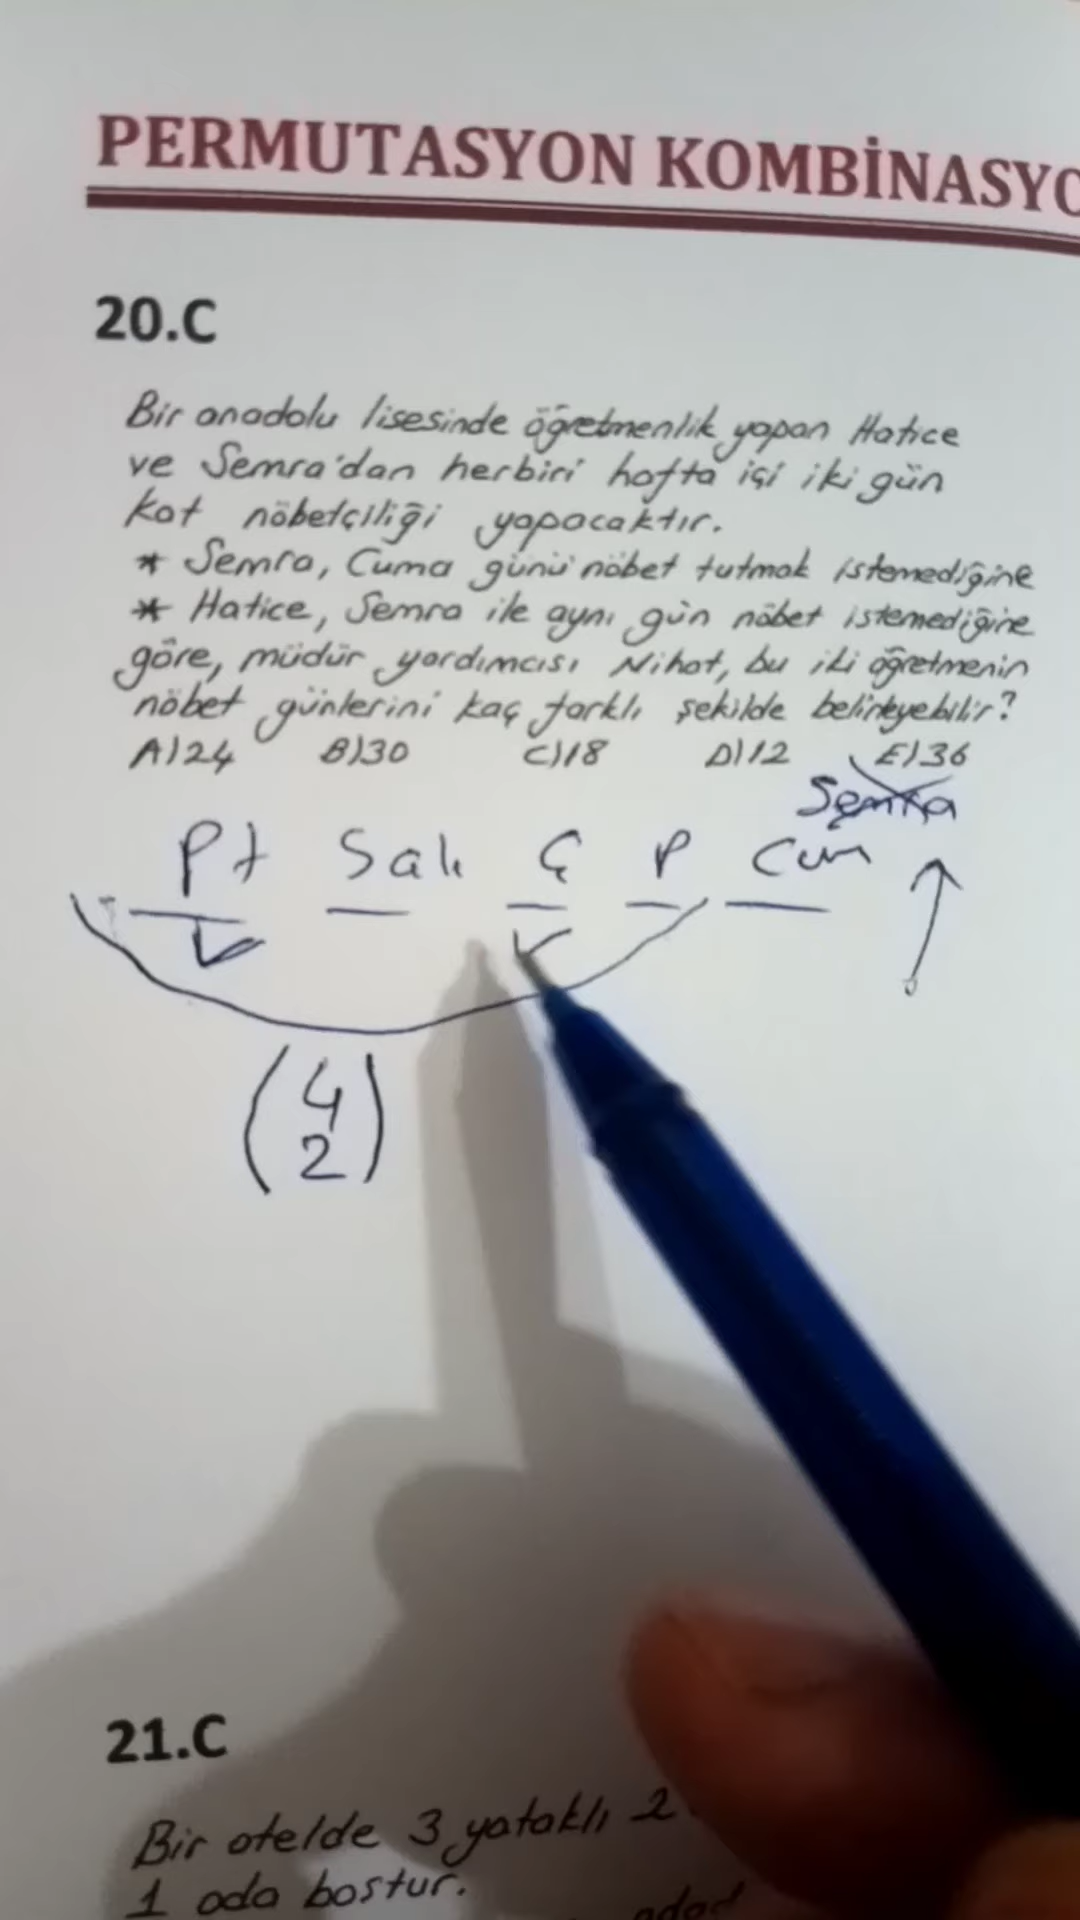 PERMUTASYON KOMBİNASYO
20.C
Bir anadolu lisesinde öğretmenlik yapan Hatice
ve Semra'dan herbiri hafta içi iki gün
kat nöbetçiliği yapacaktır.
* Semra, Cuma günü nöbet tutmak istemediğine
* Hatice, Semra ile aynı gün nöbet istemediğine
göre, müdür yardımcısı Nihat, bu iki öğretmenin
nöbet günlerini kaç farklı şekilde belirleyebilir?
A)24 B)30 C)18 D)12 E)36
Semra
Pt Salı Ç P Cum
(4
2)
21.C
Bir otelde 3 yataklı 2
1 oda boştur.